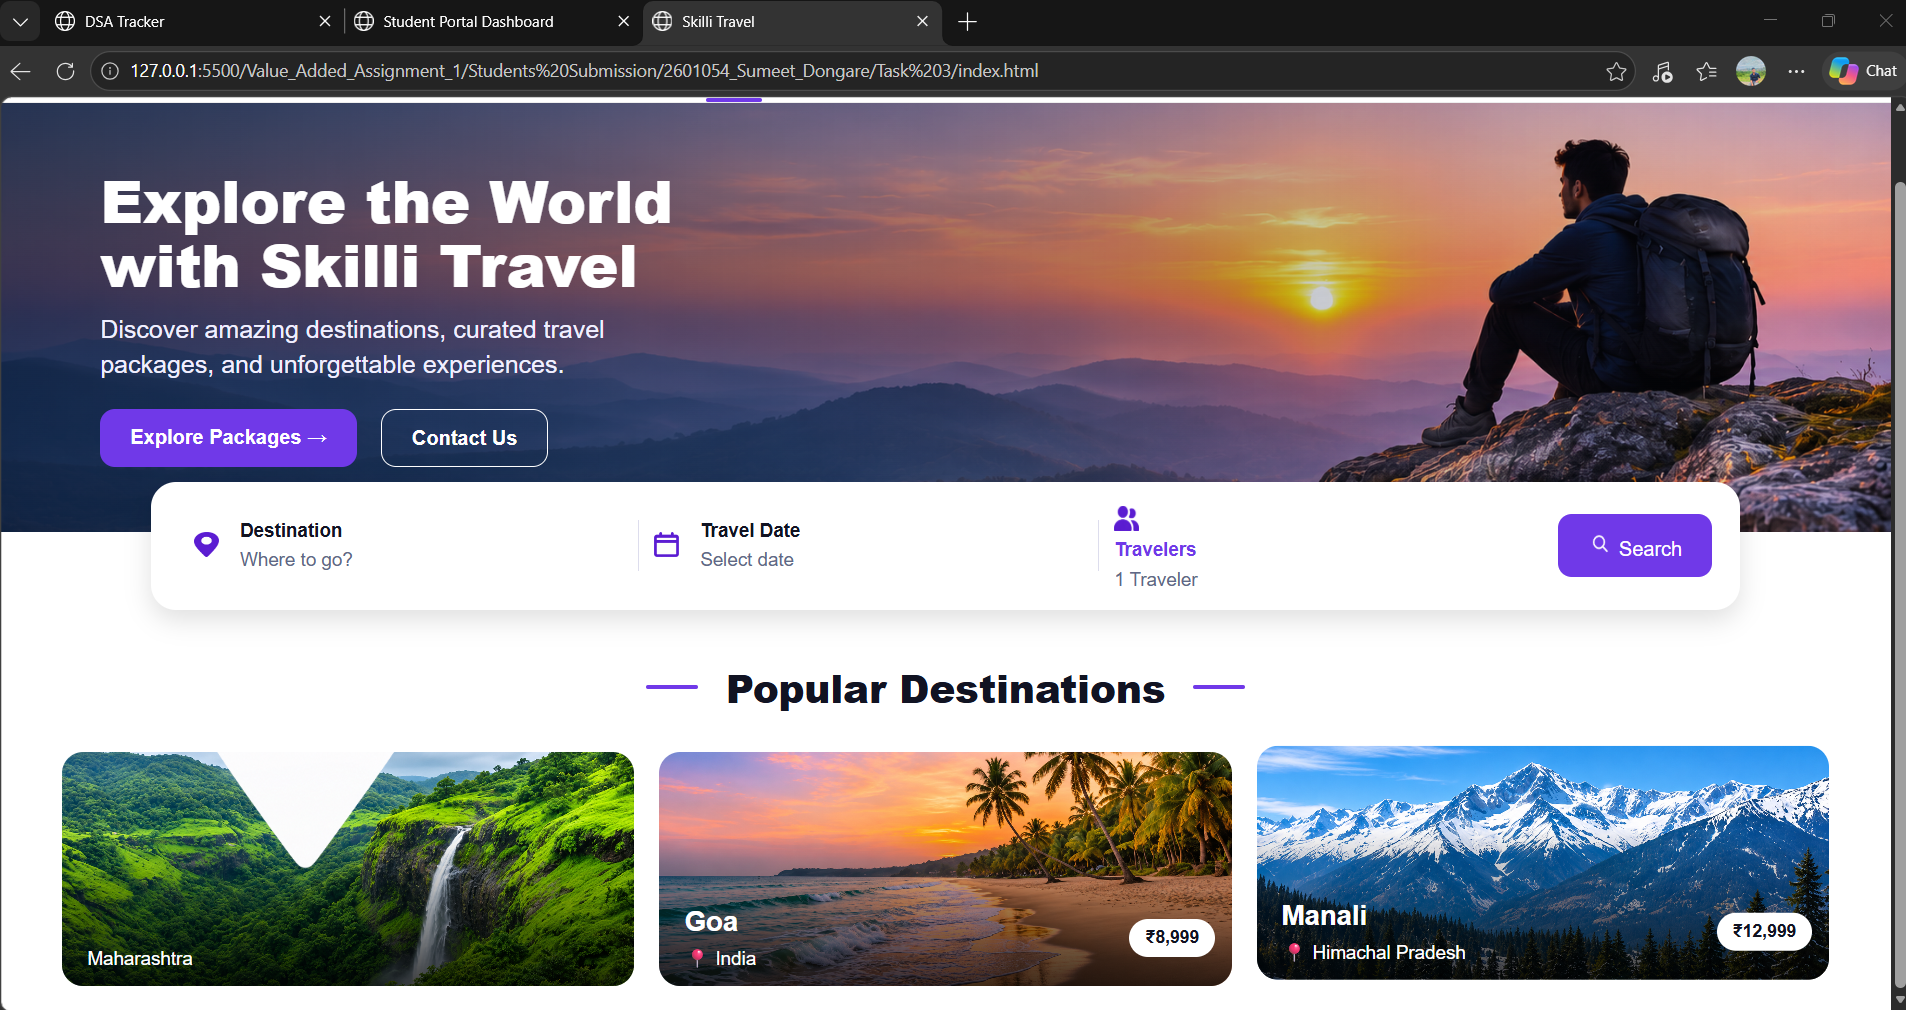 DSA Tracker
Student Portal Dashboard
Skilli Travel
127.0.0.1:5500/Value_Added_Assignment_1/Students%20Submission/2601054_Sumeet_Dongare/Task%203/index.html
Chat
Explore the World
with Skilli Travel
Discover amazing destinations, curated travel
packages, and unforgettable experiences.
Explore Packages →
Contact Us
Destination
Where to go?
Travel Date
Select date
Travelers
1 Traveler
Search
Popular Destinations
Maharashtra
Goa
India
₹8,999
Manali
Himachal Pradesh
₹12,999